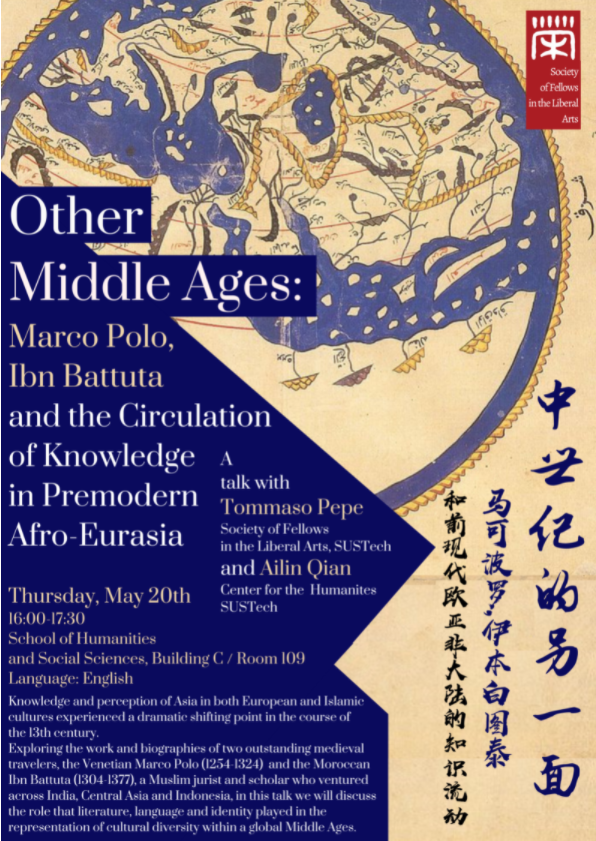 Society
of Fellows
in the Liberal
Arts
Other
Middle Ages:
Marco Polo,
Ibn Battuta
and the Circulation
of Knowledge
in Premodern
Afro-Eurasia
A
talk with
Tommaso Pepe
Society of Fellows
in the Liberal Arts, SUSTech
and Ailin Qian
Center for the Humanites
SUSTech
Thursday, May 20th
16:00-17:30
School of Humanities
and Social Sciences, Building C / Room 109
Language: English
Knowledge and perception of Asia in both European and Islamic
cultures experienced a dramatic shifting point in the course of
the 13th century.
Exploring the work and biographies of two outstanding medieval
travelers, the Venetian Marco Polo (1254-1324) and the Moroccan
Ibn Battuta (1304-1377), a Muslim jurist and scholar who ventured
across India, Central Asia and Indonesia, in this talk we will discuss
the role that literature, language and identity played in the
representation of cultural diversity within a global Middle Ages.
中世纪的另一面
马可波罗,伊本白图泰
和前现代欧亚非大陆的知识流动